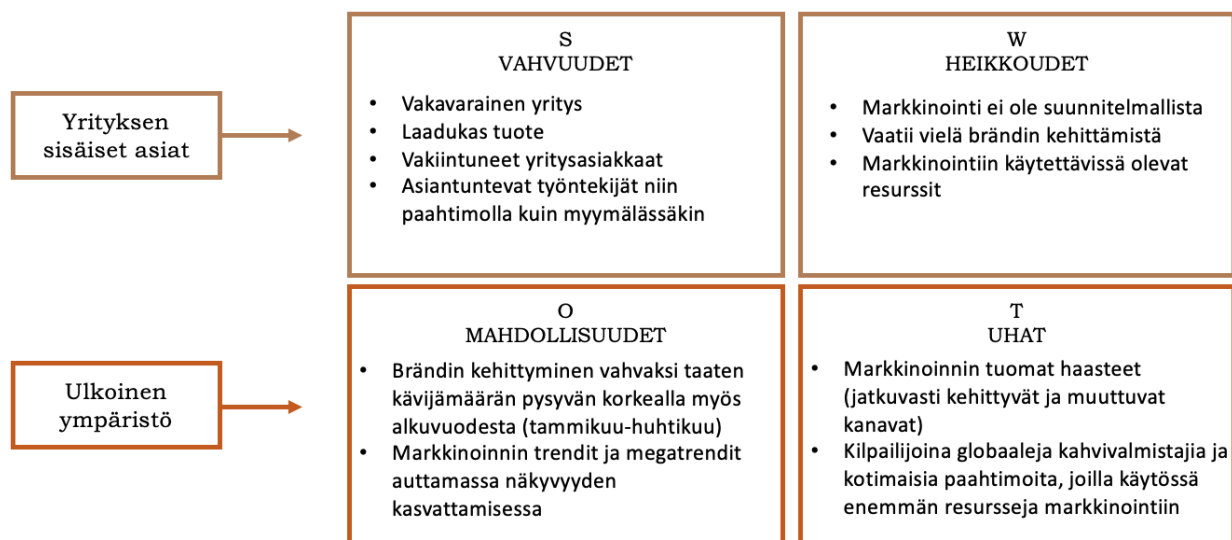 Yrityksen
sisäiset asiat
S
VAHVUUDET
• Vakavarainen yritys
• Laadukas tuote
• Vakiintuneet yritysasiakkaat
• Asiantuntevat työntekijät niin
paahtimolla kuin myymälässäkin
W
HEIKKOUDET
• Markkinointi ei ole suunnitelmallista
• Vaatii vielä brändin kehittämistä
• Markkinointiin käytettävissä olevat
resurssit
Ulkoinen
ympäristö
O
MAHDOLLISUUDET
• Brändin kehittyminen vahvaksi taaten
kävijämäärän pysyvän korkealla myös
alkuvuodesta (tammikuu-huhtikuu)
• Markkinoinnin trendit ja megatrendit
auttamassa näkyvyyden
kasvattamisessa
T
UHAT
• Markkinoinnin tuomat haasteet
(jatkuvasti kehittyvät ja muuttuvat
kanavat)
• Kilpailijoina globaaleja kahvivalmistajia ja
kotimaisia paahtimoita, joilla käytössä
enemmän resursseja markkinointiin